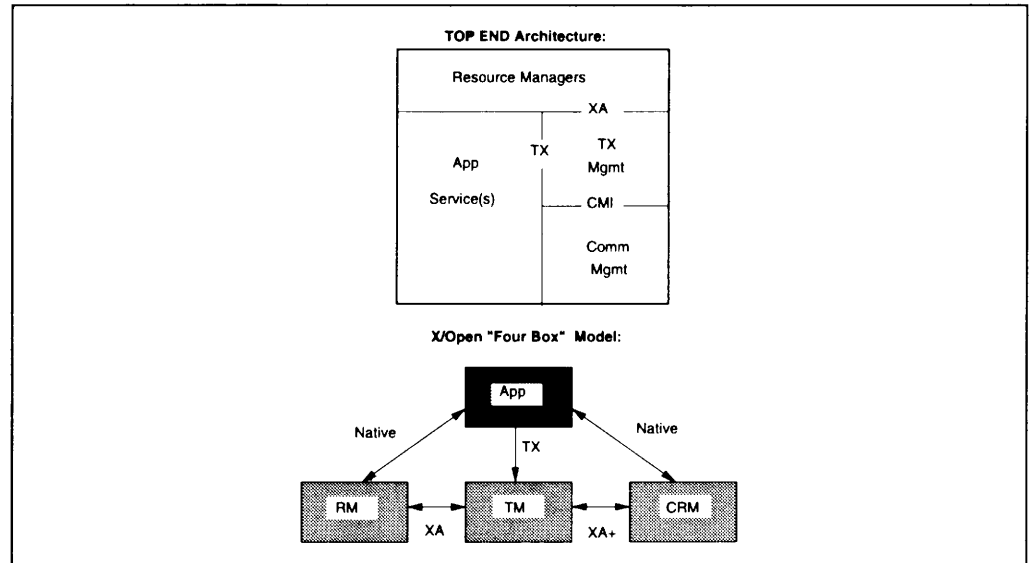 TOP END Architecture:
Resource Managers
XA
TX
TX
Mgmt
App
Service(s)
CMI
Comm
Mgmt
X/Open "Four Box" Model:
App
Native
Native
TX
RM
TM
CRM
XA
XA+